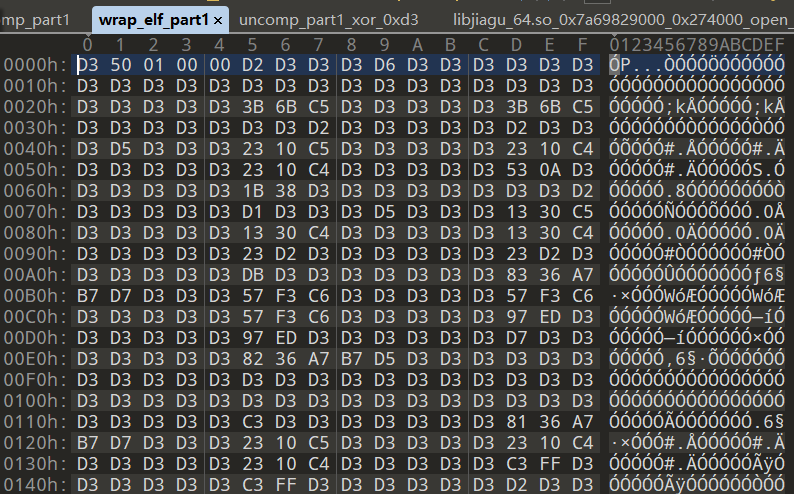 omp_part1 wrap_elf_part1 × uncomp_part1_xor_0xd3 libjiagu_64.so_0x7a69829000_0x274000_open_
0 1 2 3 4 5 6 7 8 9 A B C D E F 0123456789ABCDEF
0000h: D3 50 01 00 00 D2 D3 D3 D3 D6 D3 D3 D3 D3 D3 D3 ÓP...ÒÓÓÓÖÓÓÓÓÓÓ
0010h: D3 D3 D3 D3 D3 D3 D3 D3 D3 D3 D3 D3 D3 D3 D3 D3 ÓÓÓÓÓÓÓÓÓÓÓÓÓÓÓÓ
0020h: D3 D3 D3 D3 D3 3B 6B C5 D3 D3 D3 D3 D3 3B 6B C5 ÓÓÓÓÓ;kÅÓÓÓÓÓ;kÅ
0030h: D3 D3 D3 D3 D3 D3 D3 D2 D3 D3 D3 D3 D3 D2 D3 D3 ÓÓÓÓÓÓÓÒÓÓÓÓÓÒÓÓ
0040h: D3 D5 D3 D3 D3 23 10 C5 D3 D3 D3 D3 D3 23 10 C4 ÓÕÓÓÓ#.ÅÓÓÓÓÓ#.Ä
0050h: D3 D3 D3 D3 D3 23 10 C4 D3 D3 D3 D3 D3 53 0A D3 ÓÓÓÓÓ#.ÄÓÓÓÓÓS.Ó
0060h: D3 D3 D3 D3 D3 1B 38 D3 D3 D3 D3 D3 D3 D3 D3 D2 ÓÓÓÓÓ.8ÓÓÓÓÓÓÓÓÒ
0070h: D3 D3 D3 D3 D3 D1 D3 D3 D3 D5 D3 D3 D3 13 30 C5 ÓÓÓÓÓÑÓÓÓÕÓÓÓ.0Å
0080h: D3 D3 D3 D3 D3 13 30 C4 D3 D3 D3 D3 D3 13 30 C4 ÓÓÓÓÓ.0ÄÓÓÓÓÓ.0Ä
0090h: D3 D3 D3 D3 D3 23 D2 D3 D3 D3 D3 D3 D3 23 D2 D3 ÓÓÓÓÓ#ÒÓÓÓÓÓÓ#ÒÓ
00A0h: D3 D3 D3 D3 D3 DB D3 D3 D3 D3 D3 D3 D3 83 36 A7 ÓÓÓÓÓÛÓÓÓÓÓÓÓƒ6§
00B0h: B7 D7 D3 D3 D3 57 F3 C6 D3 D3 D3 D3 D3 57 F3 C6 ·×ÓÓÓWóÆÓÓÓÓÓWóÆ
00C0h: D3 D3 D3 D3 D3 57 F3 C6 D3 D3 D3 D3 D3 97 ED D3 ÓÓÓÓÓWóÆÓÓÓÓÓ—íÓ
00D0h: D3 D3 D3 D3 D3 97 ED D3 D3 D3 D3 D3 D3 D7 D3 D3 ÓÓÓÓÓ—íÓÓÓÓÓÓ×ÓÓ
00E0h: D3 D3 D3 D3 D3 82 36 A7 B7 D5 D3 D3 D3 D3 D3 D3 ÓÓÓÓÓ‚6§·ÕÓÓÓÓÓÓ
00F0h: D3 D3 D3 D3 D3 D3 D3 D3 D3 D3 D3 D3 D3 D3 D3 D3 ÓÓÓÓÓÓÓÓÓÓÓÓÓÓÓÓ
0100h: D3 D3 D3 D3 D3 D3 D3 D3 D3 D3 D3 D3 D3 D3 D3 D3 ÓÓÓÓÓÓÓÓÓÓÓÓÓÓÓÓ
0110h: D3 D3 D3 D3 D3 C3 D3 D3 D3 D3 D3 D3 D3 81 36 A7 ÓÓÓÓÓÃÓÓÓÓÓÓÓ.6§
0120h: B7 D7 D3 D3 D3 23 10 C5 D3 D3 D3 D3 D3 23 10 C4 ·×ÓÓÓ#.ÅÓÓÓÓÓ#.Ä
0130h: D3 D3 D3 D3 D3 23 10 C4 D3 D3 D3 D3 D3 C3 FF D3 ÓÓÓÓÓ#.ÄÓÓÓÓÓÃÿÓ
0140h: D3 D3 D3 D3 D3 C3 FF D3 D3 D3 D3 D3 D3 D2 D3 D3 ÓÓÓÓÓÃÿÓÓÓÓÓÓÒÓÓ